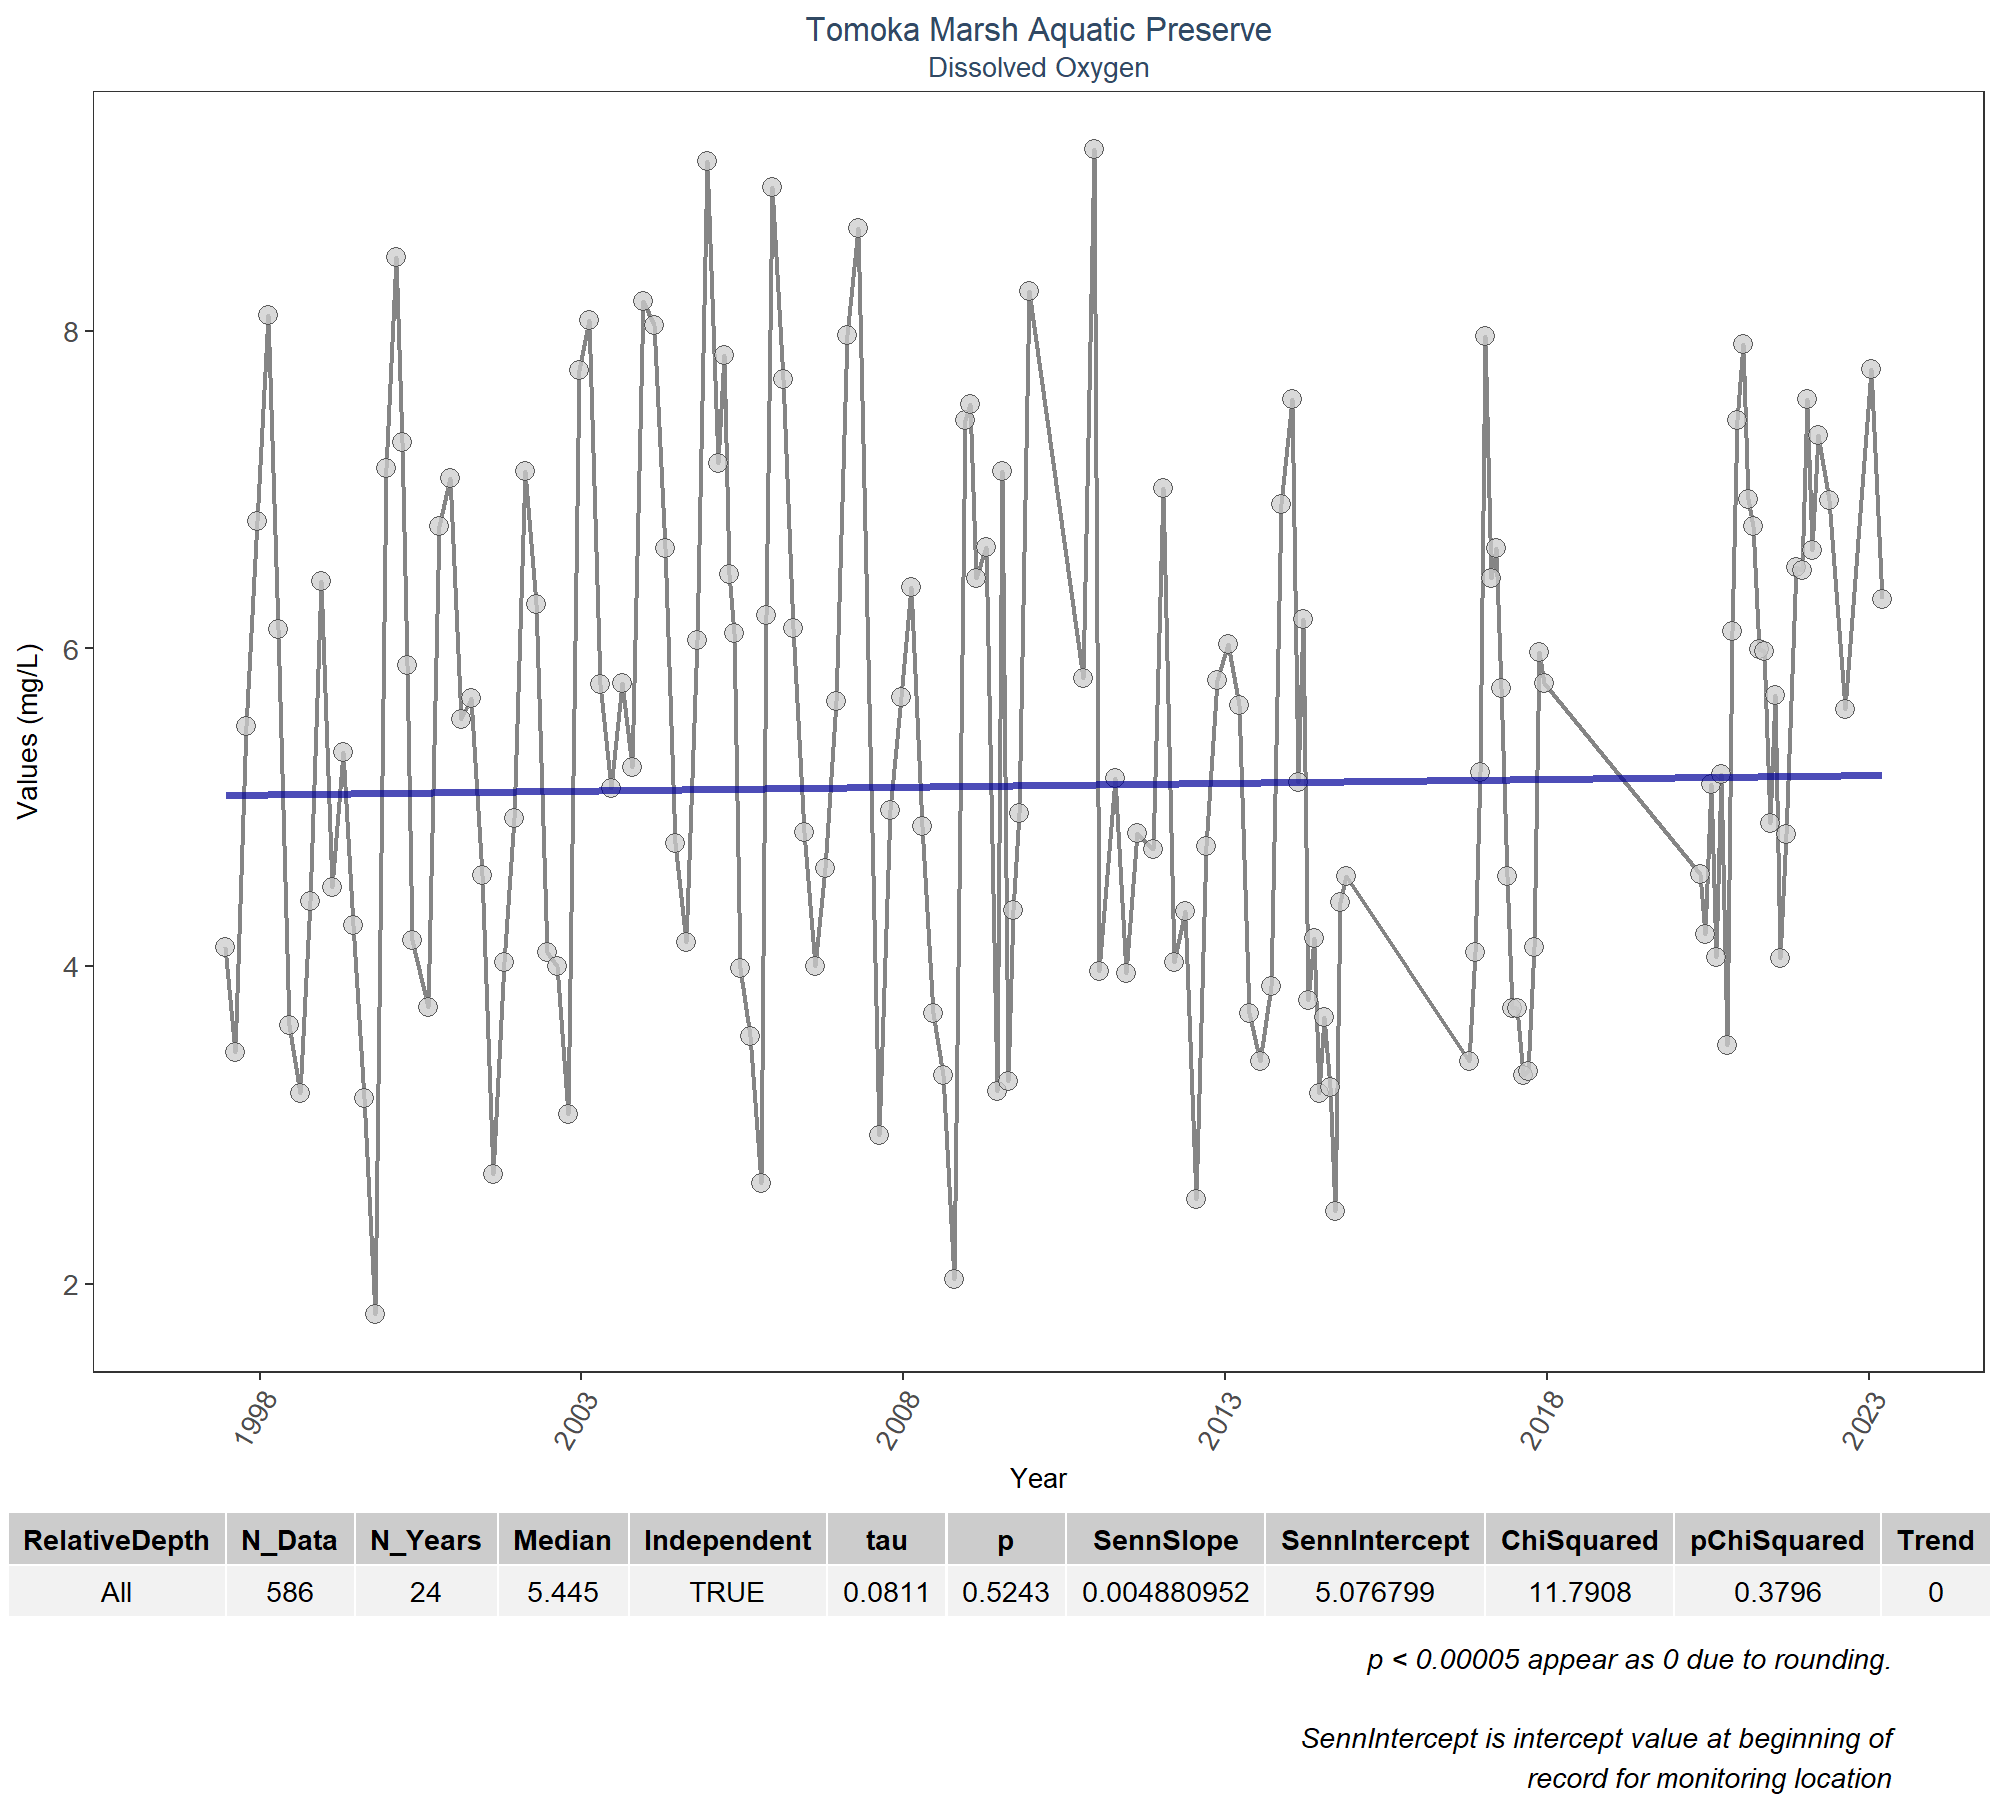 Tomoka Marsh Aquatic Preserve
Dissolved Oxygen
Values (mg/L)
8
6
4
2
1998
2003
2008
2013
2018
2023
Year
RelativeDepth N_Data N_Years Median Independent tau p SennSlope SennIntercept ChiSquared pChiSquared Trend
All 586 24 5.445 TRUE 0.0811 0.5243 0.004880952 5.076799 11.7908 0.3796 0
p < 0.00005 appear as 0 due to rounding.
SennIntercept is intercept value at beginning of
record for monitoring location